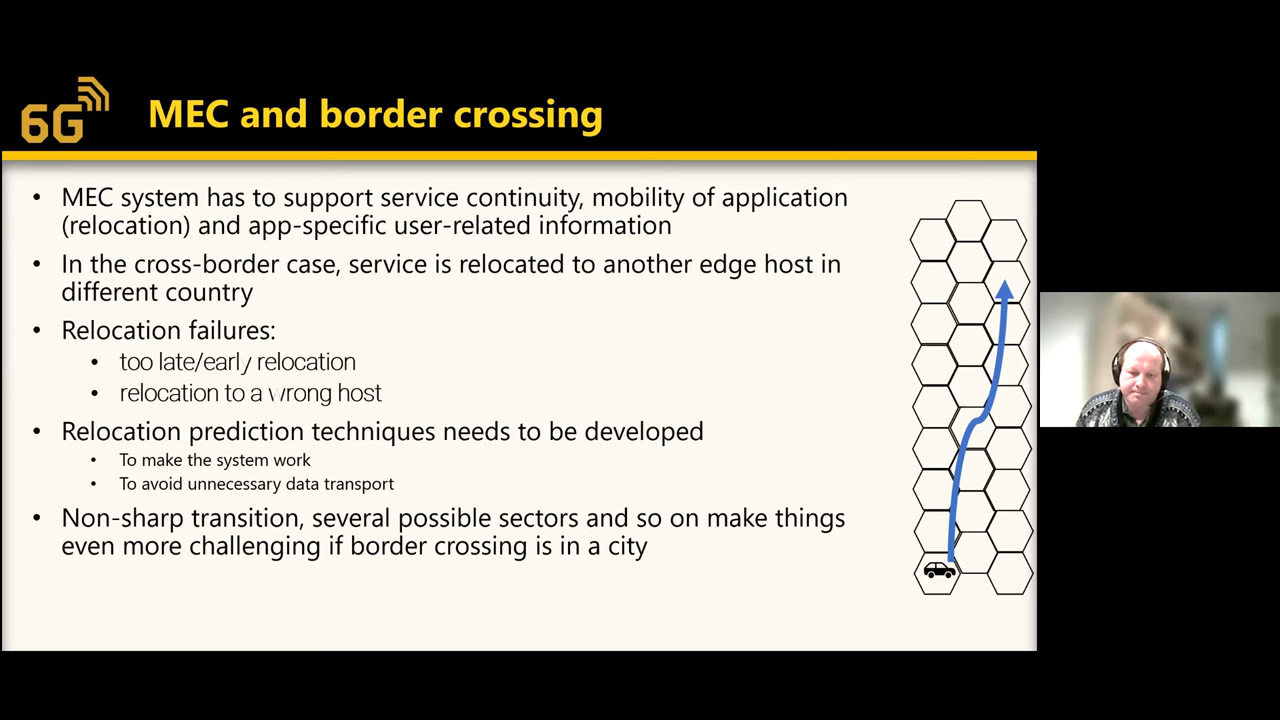 6G
MEC and border crossing
• MEC system has to support service continuity, mobility of application
(relocation) and app-specific user-related information
• In the cross-border case, service is relocated to another edge host in
different country
• Relocation failures:
• too late/early relocation
• relocation to a wrong host
• Relocation prediction techniques needs to be developed
• To make the system work
• To avoid unnecessary data transport
• Non-sharp transition, several possible sectors and so on make things
even more challenging if border crossing is in a city